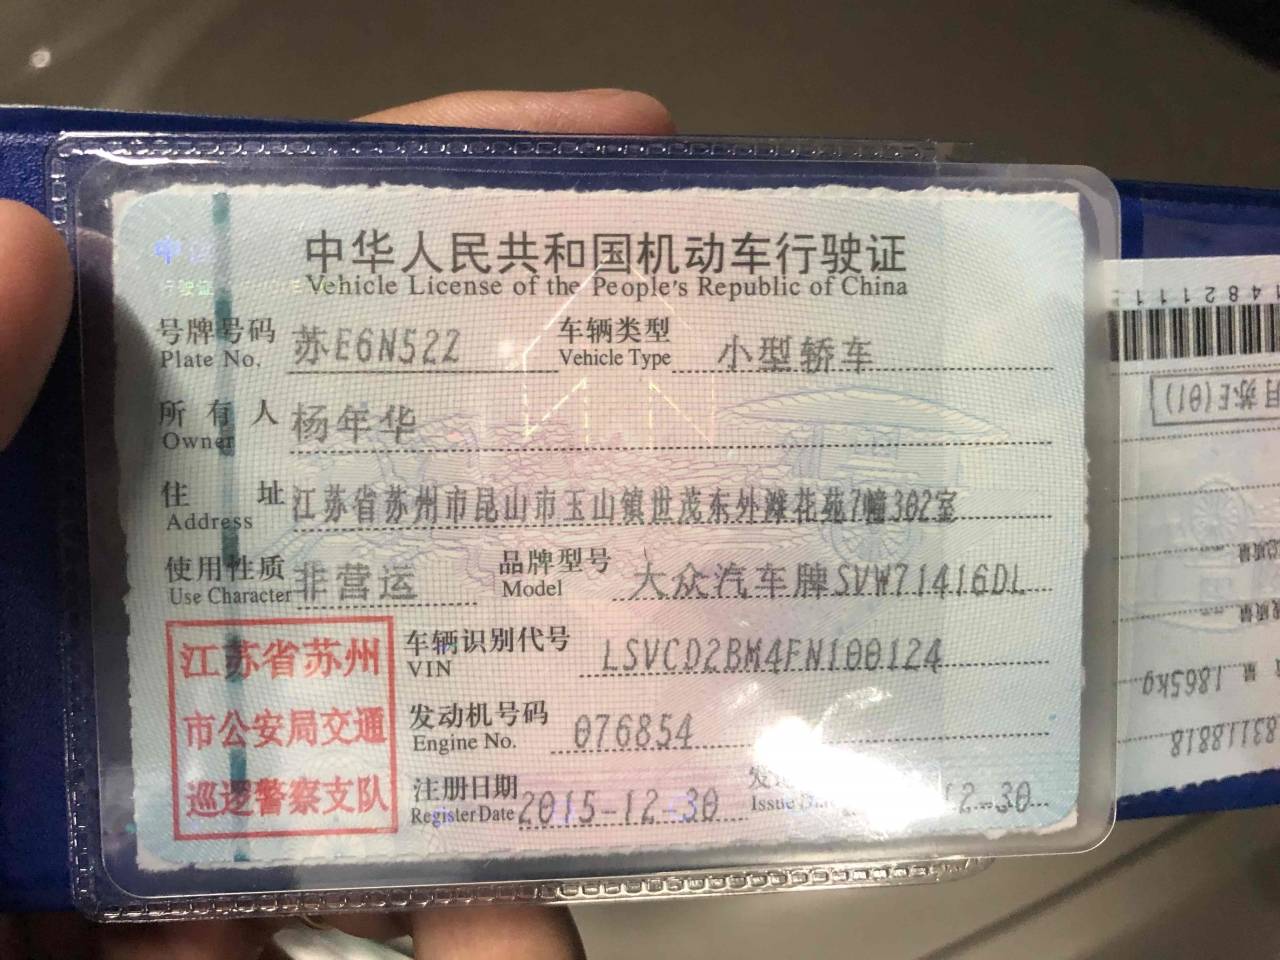 中华人民共和国机动车行驶证
Vehicle License of the People's Republic of China
号牌号码 苏E6N522 车辆类型 小型轿车
Plate No. Vehicle Type
所有人 杨年华
Owner
住址 江苏省苏州市昆山市玉山镇世茂东外滩花苑7幢302室
Address
使用性质 非营运 品牌型号 大众汽车牌SVW71416DL
Use Character Model
江苏省苏州
市公安局交通
巡逻警察支队
车辆识别代号 LSVCD2BM4FN100124
VIN
发动机号码 076854
Engine No.
注册日期 2015-12-30
Register Date Issue
苏E(01)
1865kg